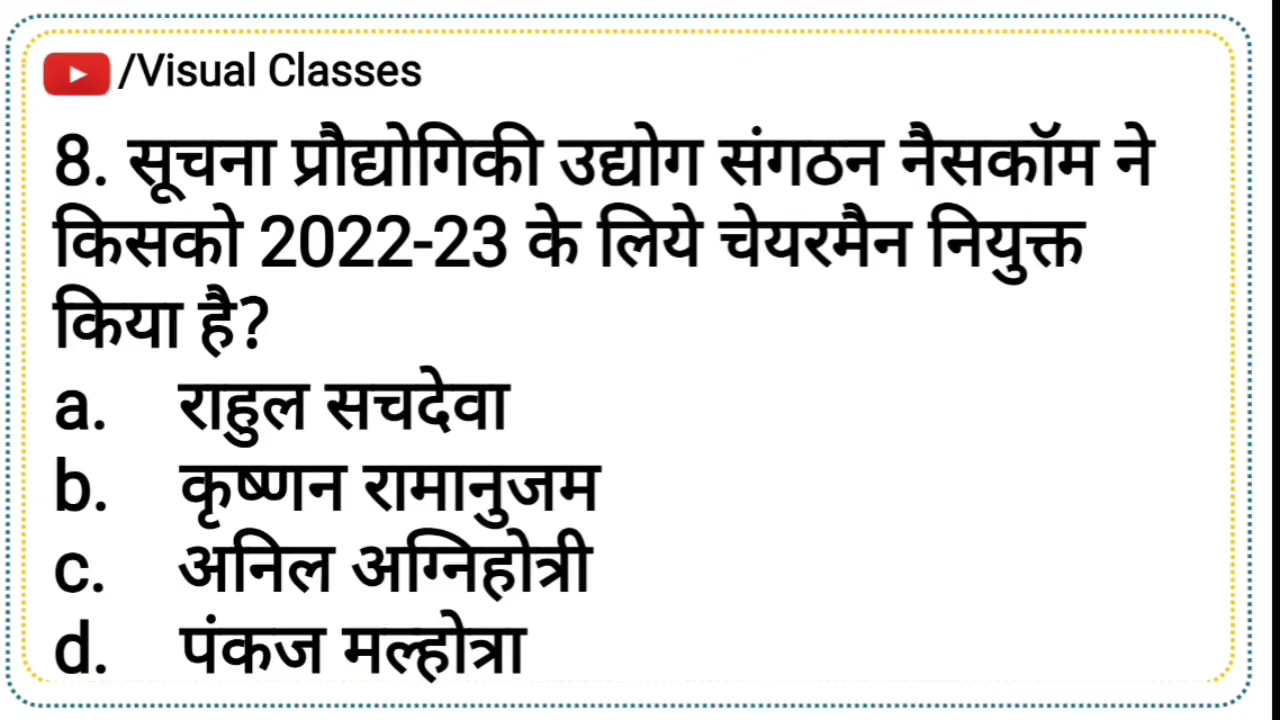 /Visual Classes
8. सूचना प्रौद्योगिकी उद्योग संगठन नैसकॉम ने
किसको 2022-23 के लिये चेयरमैन नियुक्त
किया है?
a. राहुल सचदेवा
b. कृष्णन रामानुजम
c. अनिल अग्निहोत्री
d. पंकज मल्होत्रा